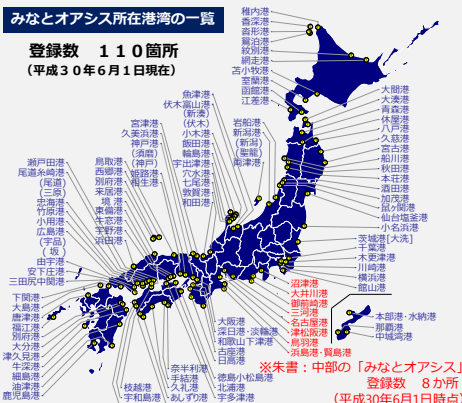 みなとオアシス所在港湾の一覧
登録数　１１０箇所
（平成３０年６月１日現在）
稚内港
香深港
沓形港
鴛泊港
紋別港
網走港
苫小牧港
室蘭港
函館港
江差港
大間港
大湊港
青森港
休屋港
八戸港
久慈港
宮古港
船川港
秋田港
本荘港
酒田港
加茂港
鼠ヶ関港
仙台塩釜港
小名浜港
茨城港[大洗]
千葉港
木更津港
川崎港
横浜港
館山港
岩船港
新潟港
(新潟)
新潟港
(聖籠)
両津港
魚津港
伏木富山港
(新湊)
(伏木)
小木港
飯田港
輪島港
宇出津港
穴水港
七尾港
敦賀港
和田港
宮津港
久美浜港
神戸港
(須磨)
(神戸)
姫路港
相生港
鳥取港
西郷港
別府港
来居港
境 港
東備港
牛窓港
宇野港
浜田港
瀬戸田港
尾道糸崎港
(尾道)
(三原)
忠海港
竹原港
小用港
広島港
(宇品)
( 坂 )
由宇港
安下庄港
三田尻中関港
下関港
大島港
唐津港
福江港
別府港
大分港
津久見港
牛深港
細島港
油津港
鹿児島港
枝越港
宇和島港
奈半利港
手結港
久礼港
あしずり港
徳島小松島港
北浦港
宇多津港
大阪港
深日港・淡輪港
和歌山下津港
古座港
日高港
沼津港
大井川港
御前崎港
三河港
名古屋港
津松阪港
鳥羽港
浜島港・賢島港
本部港・水納港
那覇港
中城湾港
※朱書：中部の「みなとオアシス」
登録数　８か所
（平成30年6月1日時点）